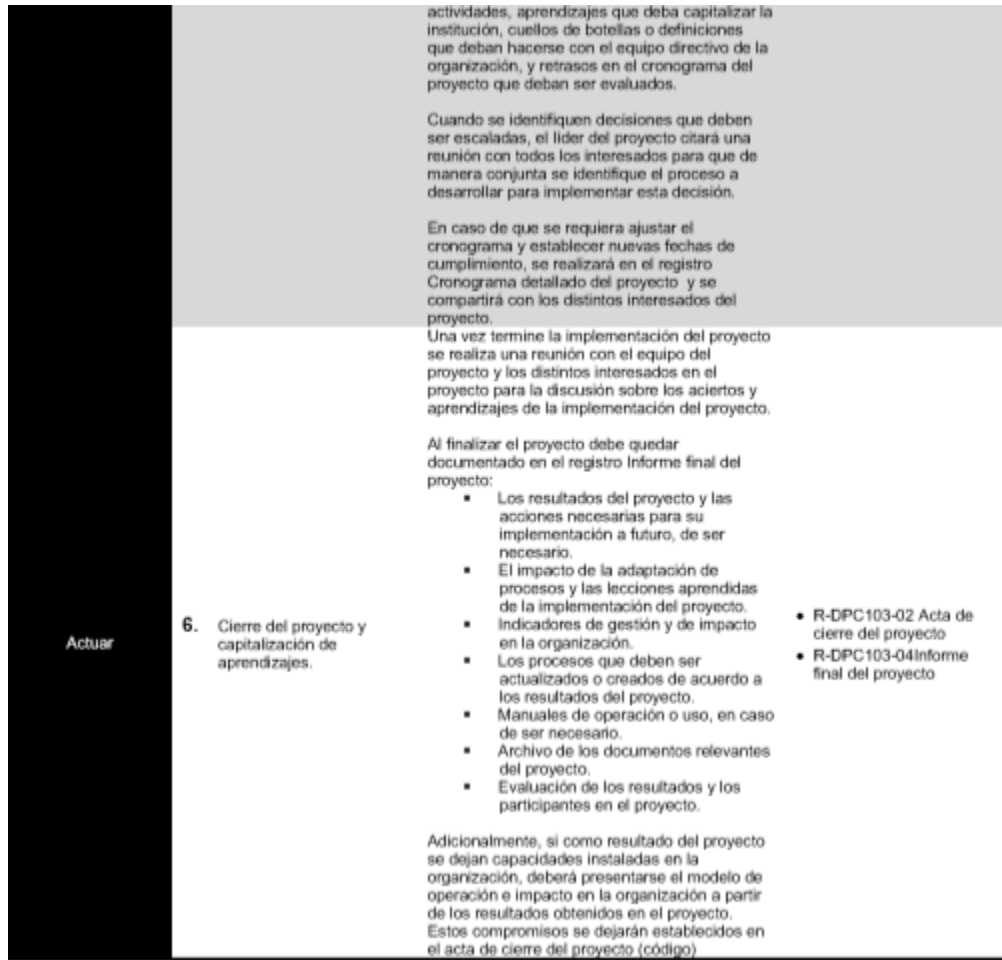 actividades, aprendizajes que deba capitalizar la
institución, cuellos de botellas o definiciones
que deban hacerse con el equipo directivo de la
organización, y retrasos en el cronograma del
proyecto que deban ser evaluados.
Cuando se identifiquen decisiones que deben
ser escaladas, el líder del proyecto citará una
reunión con todos los interesados para que de
manera conjunta se identifique el proceso a
desarrollar para implementar esta decisión.
En caso de que se requiera ajustar el
cronograma y establecer nuevas fechas de
cumplimiento, se realizará en el registro
Cronograma detallado del proyecto y se
compartirá con los distintos interesados del
proyecto.
Actuar
6. Cierre del proyecto y
capitalización de
aprendizajes.
Una vez termine la implementación del proyecto
se realiza una reunión con el equipo del
proyecto y los distintos interesados en el
proyecto para la discusión sobre los aciertos y
aprendizajes de la implementación del proyecto.
Al finalizar el proyecto debe quedar
documentado en el registro Informe final del
proyecto:
▪ Los resultados del proyecto y las
acciones necesarias para su
implementación a futuro, de ser
necesario.
▪ El impacto de la adaptación de
procesos y las lecciones aprendidas
de la implementación del proyecto.
▪ Indicadores de gestión y de impacto
en la organización.
▪ Los procesos que deben ser
actualizados o creados de acuerdo a
los resultados del proyecto.
▪ Manuales de operación o uso, en caso
de ser necesario.
▪ Archivo de los documentos relevantes
del proyecto.
▪ Evaluación de los resultados y los
participantes en el proyecto.
Adicionalmente, si como resultado del proyecto
se dejan capacidades instaladas en la
organización, deberá presentarse el modelo de
operación e impacto en la organización a partir
de los resultados obtenidos en el proyecto.
Estos compromisos se dejarán establecidos en
el acta de cierre del proyecto (código)
• R-DPC103-02 Acta de
cierre del proyecto
• R-DPC103-04Informe
final del proyecto